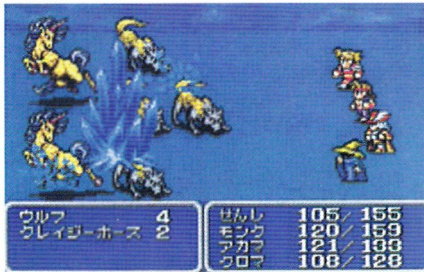 ウルフ 4
クレイジーホース 2
せんし 105/155
モンク 120/159
アカマ 121/133
クロマ 108/128